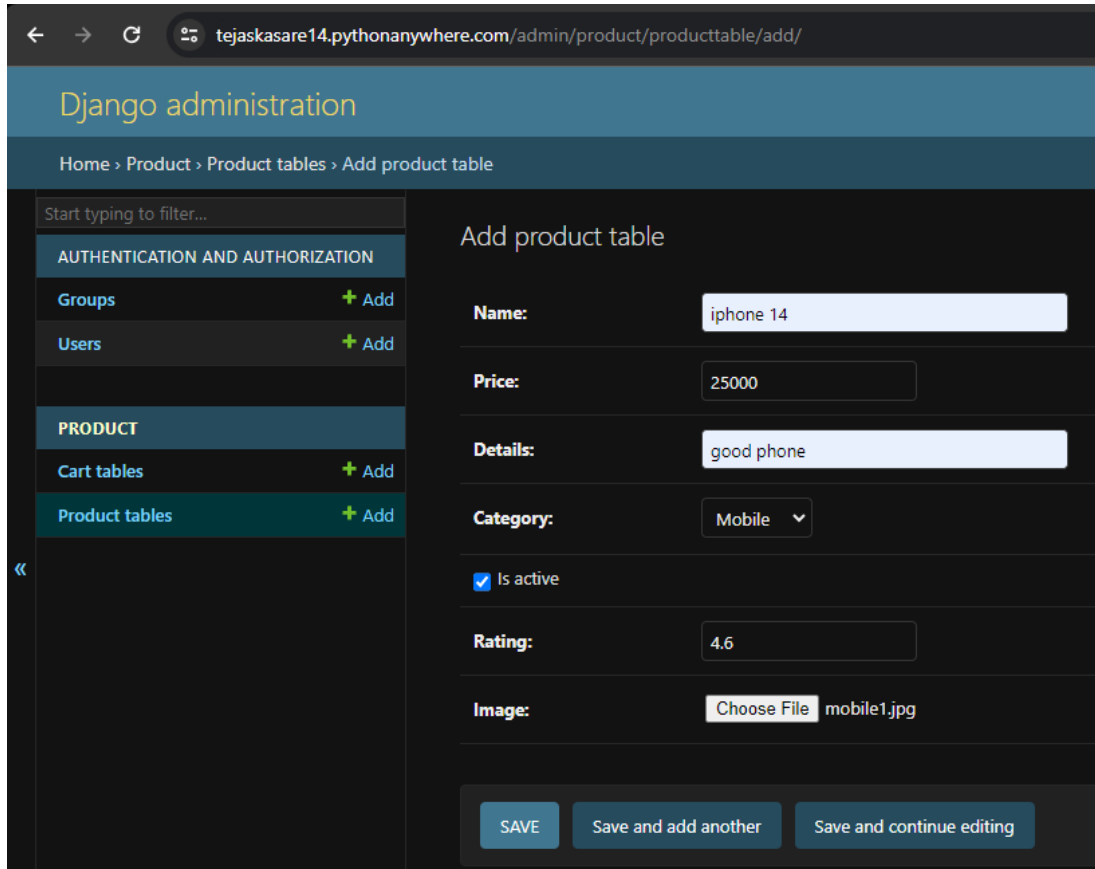 tejaskasare14.pythonanywhere.com/admin/product/producttable/add/
Django administration
Home › Product › Product tables › Add product table
Start typing to filter...
AUTHENTICATION AND AUTHORIZATION
Groups + Add
Users + Add
PRODUCT
Cart tables + Add
Product tables + Add
«
Add product table
Name: iphone 14
Price: 25000
Details: good phone
Category: Mobile
Is active
Rating: 4.6
Image: Choose File mobile1.jpg
SAVE Save and add another Save and continue editing